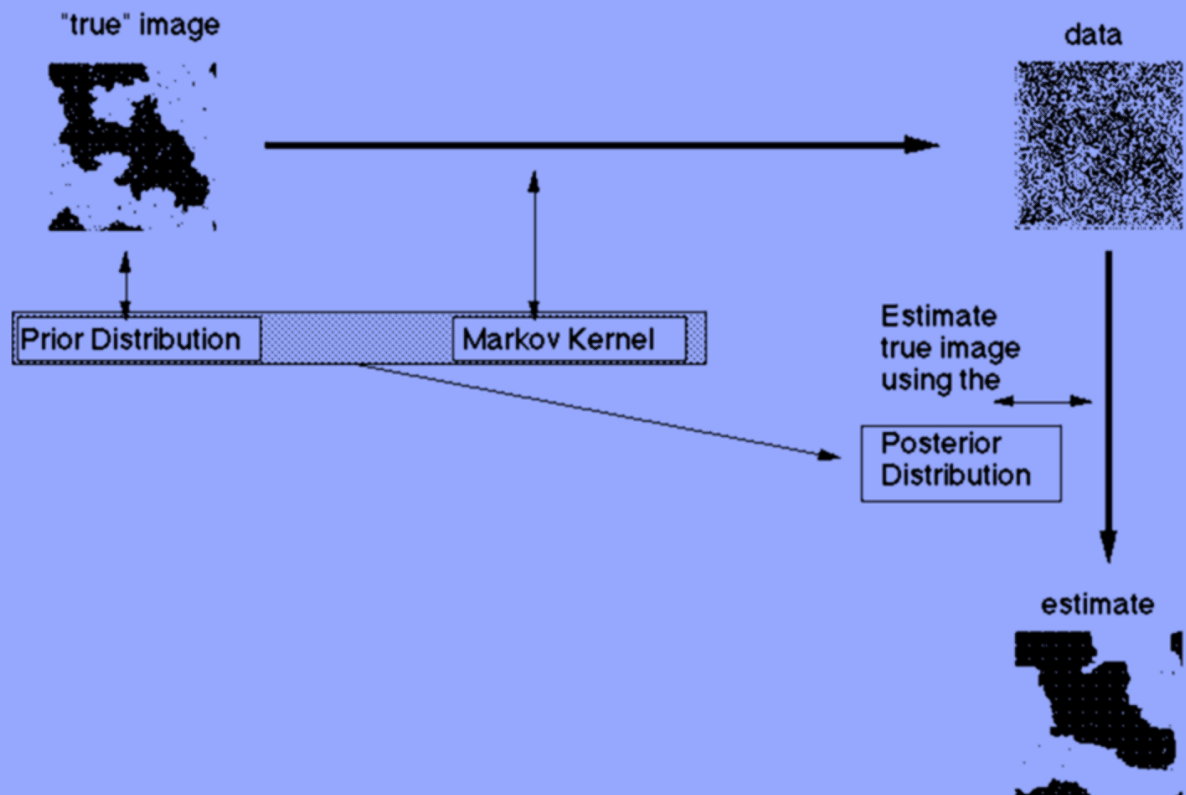 "true" image
data
Prior Distribution
Markov Kernel
Estimate
true image
using the
Posterior
Distribution
estimate